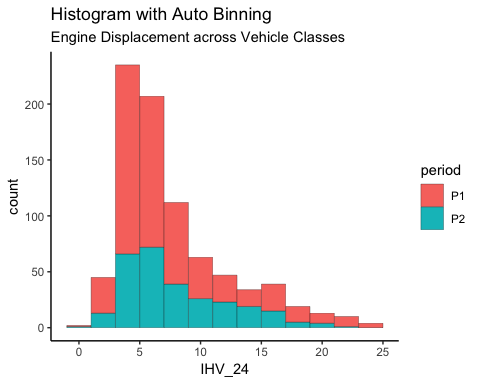 Histogram with Auto Binning
Engine Displacement across Vehicle Classes
count
200
150
100
50
0
0 5 10 15 20 25
IHV_24
period
P1
P2